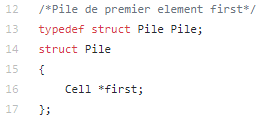 12 /*Pile de premier element first*/
13 typedef struct Pile Pile;
14 struct Pile
15 {
16 Cell *first;
17 };